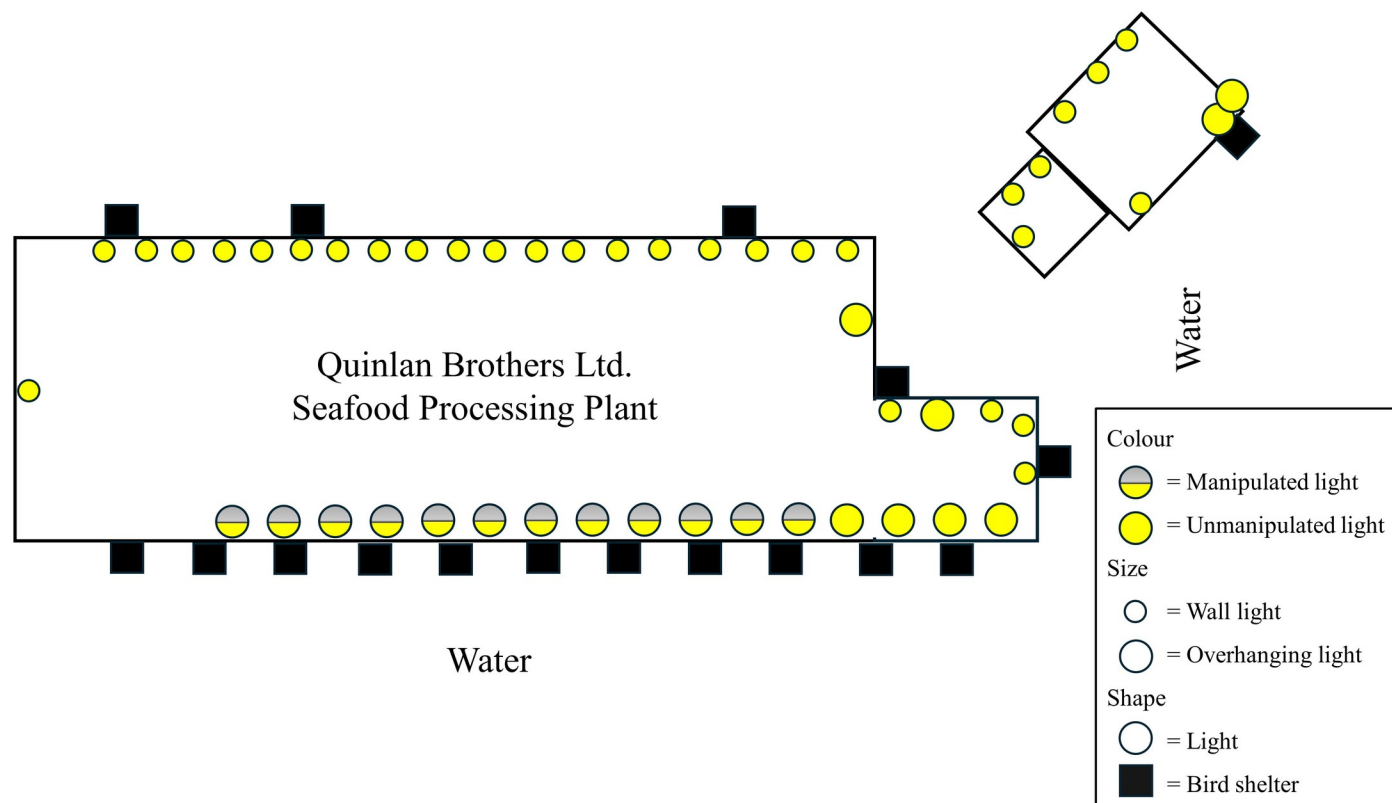 Quinlan Brothers Ltd.
Seafood Processing Plant
Water
Water
Colour
= Manipulated light
= Unmanipulated light
Size
= Wall light
= Overhanging light
Shape
= Light
= Bird shelter